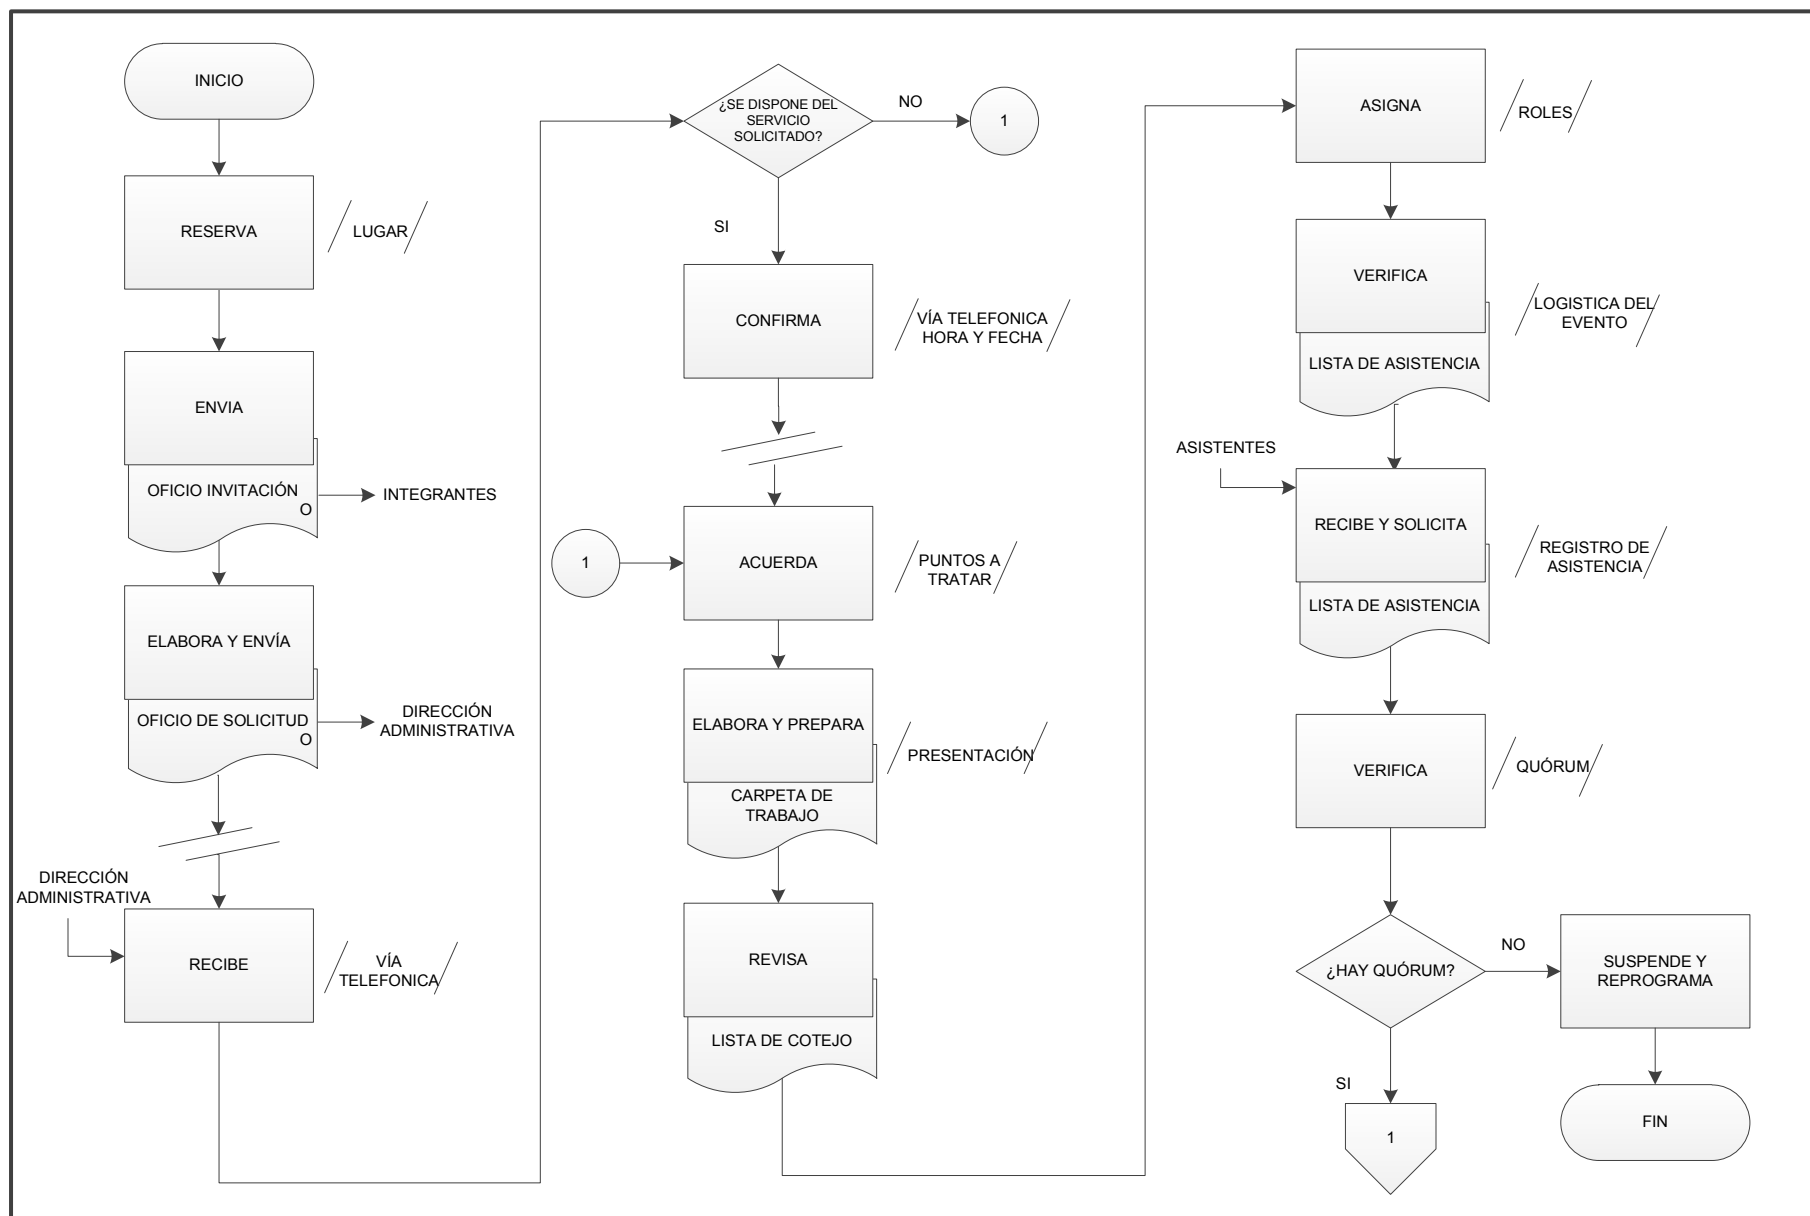 INICIO
RESERVA
LUGAR
ENVIA
OFICIO INVITACIÓN
O
INTEGRANTES
ELABORA Y ENVÍA
OFICIO DE SOLICITUD
O
DIRECCIÓN
ADMINISTRATIVA
DIRECCIÓN
ADMINISTRATIVA
RECIBE
VÍA
TELEFONICA
¿SE DISPONE DEL
SERVICIO
SOLICITADO?
NO
1
SI
CONFIRMA
VÍA TELEFONICA
HORA Y FECHA
1
ACUERDA
PUNTOS A
TRATAR
ELABORA Y PREPARA
PRESENTACIÓN
CARPETA DE
TRABAJO
REVISA
LISTA DE COTEJO
ASIGNA
ROLES
VERIFICA
LOGISTICA DEL
EVENTO
LISTA DE ASISTENCIA
ASISTENTES
RECIBE Y SOLICITA
REGISTRO DE
ASISTENCIA
LISTA DE ASISTENCIA
VERIFICA
QUÓRUM
¿HAY QUÓRUM?
NO
SUSPENDE Y
REPROGRAMA
SI
1
FIN